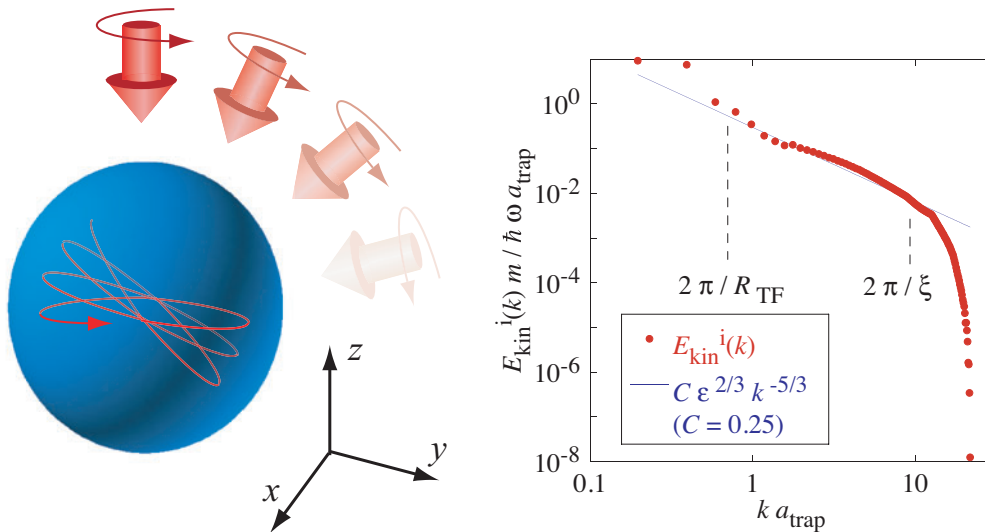 z
y
x
E_kin^i(k) m / ħ ω a_trap
10^0
10^-2
10^-4
10^-6
10^-8
2 π / R_TF
2 π / ξ
E_kin^i(k)
C ε^2/3 k^-5/3
(C = 0.25)
0.1
1
10
k a_trap